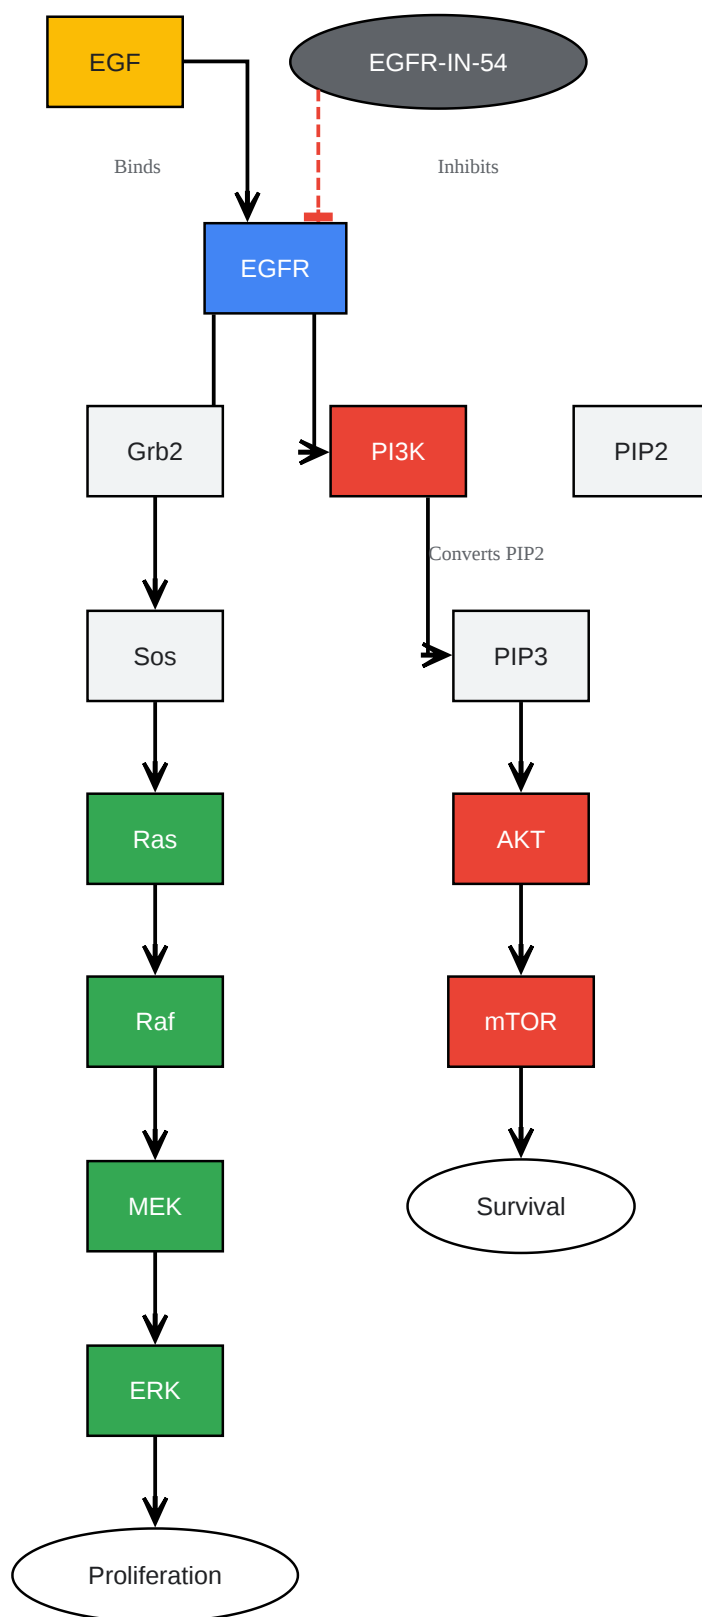 EGF
EGFR-IN-54
Binds
Inhibits
EGFR
Grb2
PI3K
PIP2
Converts PIP2
Sos
PIP3
Ras
AKT
Raf
mTOR
MEK
Survival
ERK
Proliferation